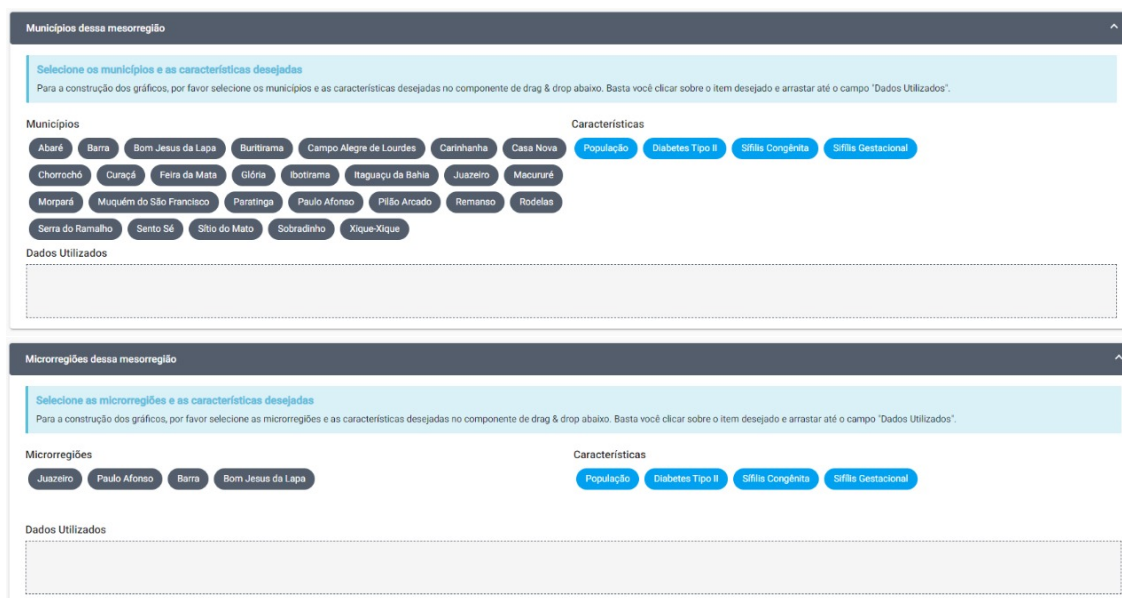 Municípios dessa mesorregião
Selecione os municípios e as características desejadas
Para a construção dos gráficos, por favor selecione os municípios e as características desejadas no componente de drag & drop abaixo. Basta você clicar sobre o item desejado e arrastar até o campo "Dados Utilizados".
Municípios
Abaré Barra Bom Jesus da Lapa Buritirama Campo Alegre de Lourdes Carinhanha Casa Nova
Chorrochó Curaçá Feira da Mata Glória Ibotirama Itaguaçu da Bahia Juazeiro Macururé
Morpará Muquém do São Francisco Paratinga Paulo Afonso Pilão Arcado Remanso Rodelas
Serra do Ramalho Sento Sé Sítio do Mato Sobradinho Xique-Xique
Características
População Diabetes Tipo II Sífilis Congênita Sifílis Gestacional
Dados Utilizados
Microrregiões dessa mesorregião
Selecione as microrregiões e as características desejadas
Para a construção dos gráficos, por favor selecione as microrregiões e as características desejadas no componente de drag & drop abaixo. Basta você clicar sobre o item desejado e arrastar até o campo "Dados Utilizados".
Microrregiões
Juazeiro Paulo Afonso Barra Bom Jesus da Lapa
Características
População Diabetes Tipo II Sífilis Congênita Sifílis Gestacional
Dados Utilizados